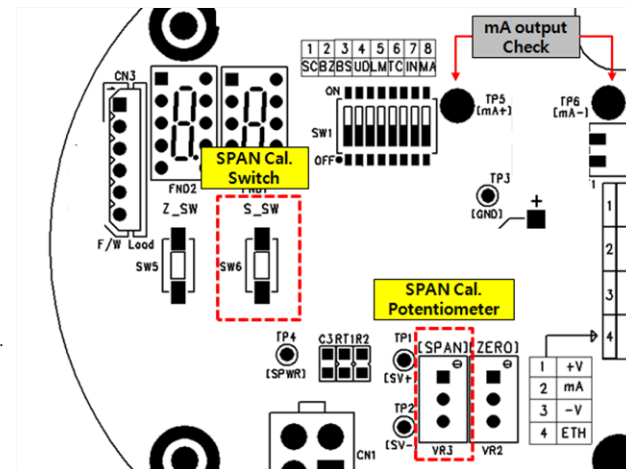 mA output
Check
1 2 3 4 5 6 7 8
SC BZ BS UD LM TC IN MA
CN3
ON
SW1
OFF
TP5
[mA+]
TP6
[mA-]
SPAN Cal.
Switch
FND2
TP3
[GND]
+
1
Z_SW
S_SW
F/W Load
SW5
SW6
1
2
3
4
SPAN Cal.
Potentiometer
TP4
[SPWR]
C3 RT1 R2
TP1
[SV+]
[SPAN]
[ZERO]
TP2
[SV-]
VR3
VR2
1 +V
2 mA
3 -V
4 ETH
CN1